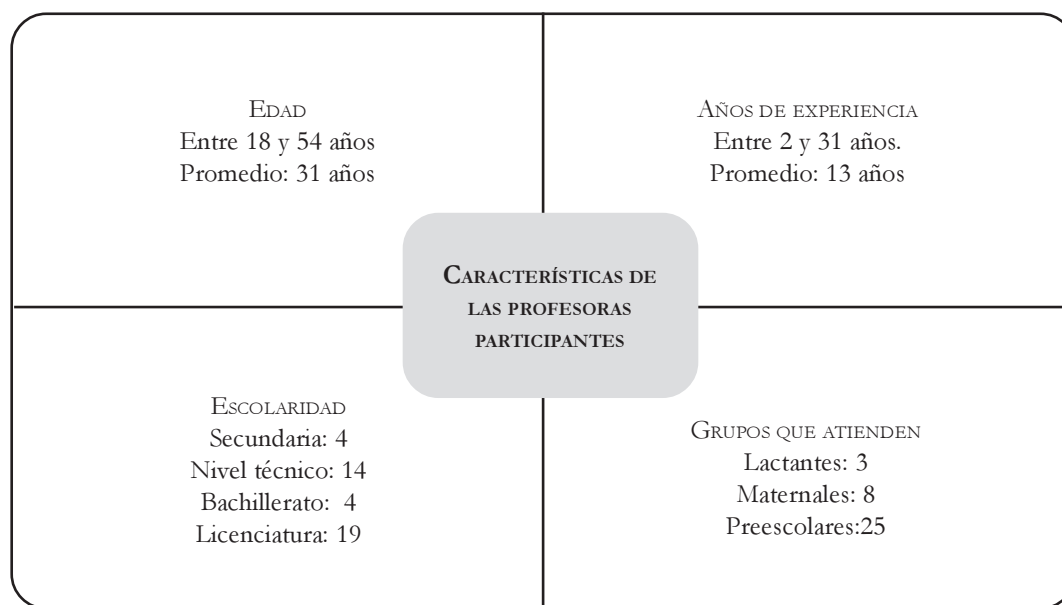 Edad
Entre 18 y 54 años
Promedio: 31 años
Años de experiencia
Entre 2 y 31 años.
Promedio: 13 años
Características de
las profesoras
participantes
Escolaridad
Secundaria: 4
Nivel técnico: 14
Bachillerato:  4
Licenciatura: 19
Grupos que atienden
Lactantes: 3
Maternales: 8
Preescolares:25